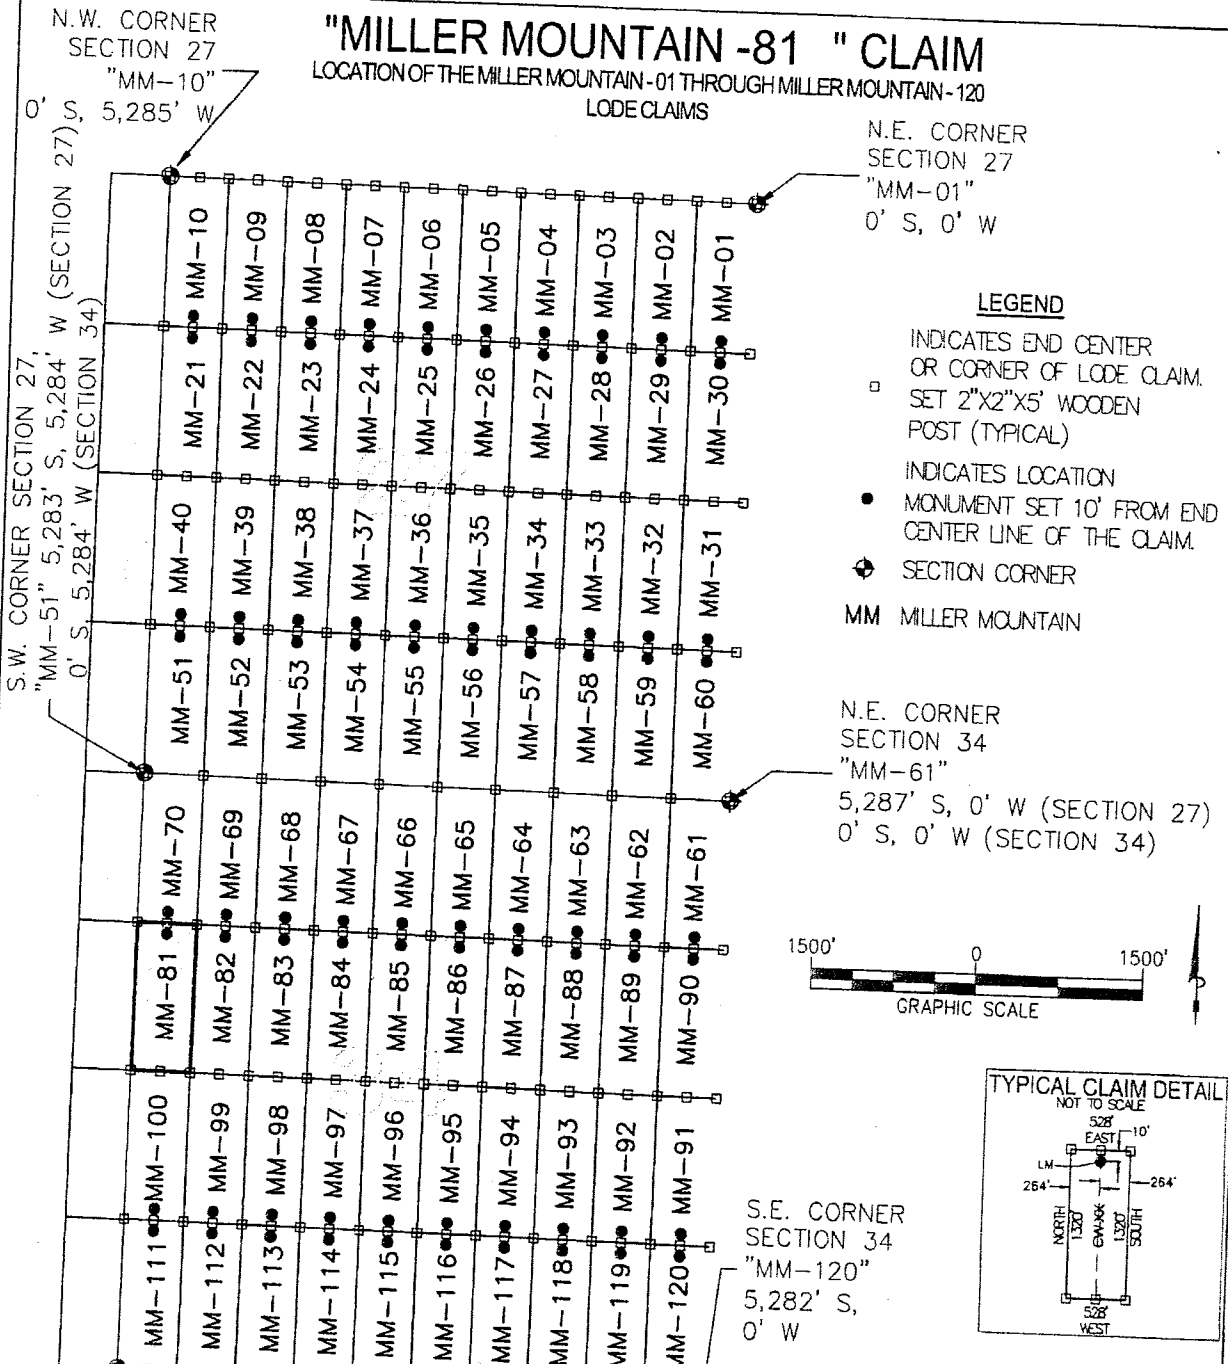 N.W. CORNER
SECTION 27
"MM-10"
0' S, 5,285' W
"MILLER MOUNTAIN -81 " CLAIM
LOCATION OF THE MILLER MOUNTAIN - 01 THROUGH MILLER MOUNTAIN - 120
LODE CLAIMS
N.E. CORNER
SECTION 27
"MM-01"
0' S, 0' W
S.W. CORNER SECTION 27,
"MM-51" 5,283' S, 5,284' W (SECTION 27)
0' S, 5,284' W (SECTION 34)
MM-10 MM-09 MM-08 MM-07 MM-06 MM-05 MM-04 MM-03 MM-02 MM-01
MM-21 MM-22 MM-23 MM-24 MM-25 MM-26 MM-27 MM-28 MM-29 MM-30
MM-40 MM-39 MM-38 MM-37 MM-36 MM-35 MM-34 MM-33 MM-32 MM-31
MM-51 MM-52 MM-53 MM-54 MM-55 MM-56 MM-57 MM-58 MM-59 MM-60
MM-70 MM-69 MM-68 MM-67 MM-66 MM-65 MM-64 MM-63 MM-62 MM-61
MM-81 MM-82 MM-83 MM-84 MM-85 MM-86 MM-87 MM-88 MM-89 MM-90
MM-100 MM-99 MM-98 MM-97 MM-96 MM-95 MM-94 MM-93 MM-92 MM-91
MM-111 MM-112 MM-113 MM-114 MM-115 MM-116 MM-117 MM-118 MM-119 MM-120
LEGEND
INDICATES END CENTER
OR CORNER OF LODE CLAIM.
SET 2"X2"X5' WOODEN
POST (TYPICAL)
INDICATES LOCATION
MONUMENT SET 10' FROM END
CENTER LINE OF THE CLAIM.
SECTION CORNER
MM MILLER MOUNTAIN
N.E. CORNER
SECTION 34
"MM-61"
5,287' S, 0' W (SECTION 27)
0' S, 0' W (SECTION 34)
1500' 0 1500'
GRAPHIC SCALE
TYPICAL CLAIM DETAIL
NOT TO SCALE
528'
EAST
10'
LM
264' 264'
NORTH
1320'
1320'
SOUTH
528'
WEST
S.E. CORNER
SECTION 34
"MM-120"
5,282' S,
0' W